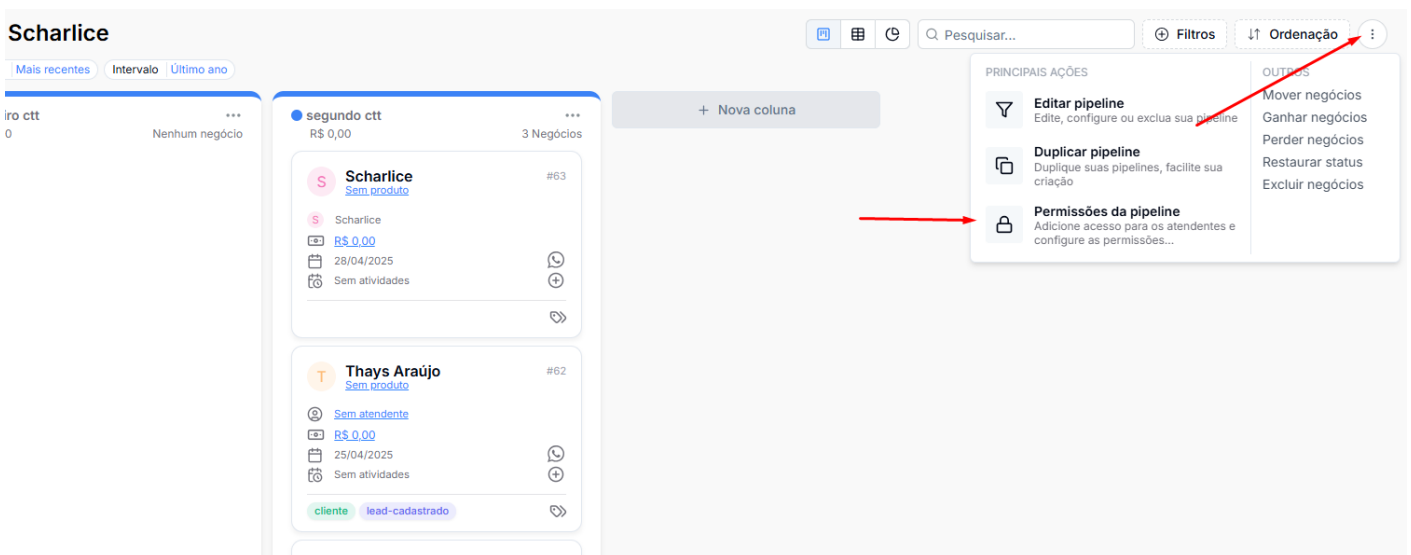 Scharlice
Pesquisar...
Filtros
Ordenação
Mais recentes
Intervalo
Último ano
iro ctt
0
Nenhum negócio
segundo ctt
R$ 0,00
3 Negócios
+ Nova coluna
S
Scharlice
#63
Sem produto
S
Scharlice
R$ 0,00
28/04/2025
Sem atividades
T
Thays Araújo
#62
Sem produto
Sem atendente
R$ 0,00
25/04/2025
Sem atividades
cliente
lead-cadastrado
PRINCIPAIS AÇÕES
Editar pipeline
Edite, configure ou exclua sua pipeline
Duplicar pipeline
Duplique suas pipelines, facilite sua
criação
Permissões da pipeline
Adicione acesso para os atendentes e
configure as permissões...
OUTROS
Mover negócios
Ganhar negócios
Perder negócios
Restaurar status
Excluir negócios